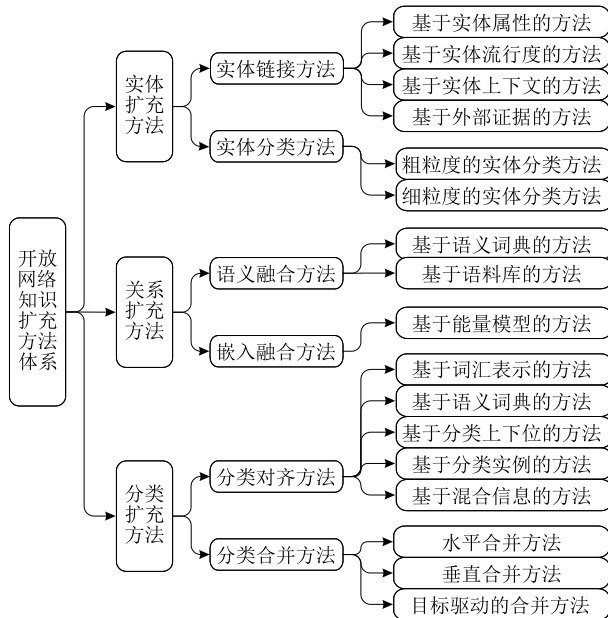 开放
网络
知识
扩充
方法
体系
实体
扩充
方法
实体链接方法
基于实体属性的方法
基于实体流行度的方法
基于实体上下文的方法
基于外部证据的方法
实体分类方法
粗粒度的实体分类方法
细粒度的实体分类方法
关系
扩充
方法
语义融合方法
基于语义词典的方法
基于语料库的方法
嵌入融合方法
基于能量模型的方法
分类
扩充
方法
分类对齐方法
基于词汇表示的方法
基于语义词典的方法
基于分类上下位的方法
基于分类实例的方法
基于混合信息的方法
分类合并方法
水平合并方法
垂直合并方法
目标驱动的合并方法